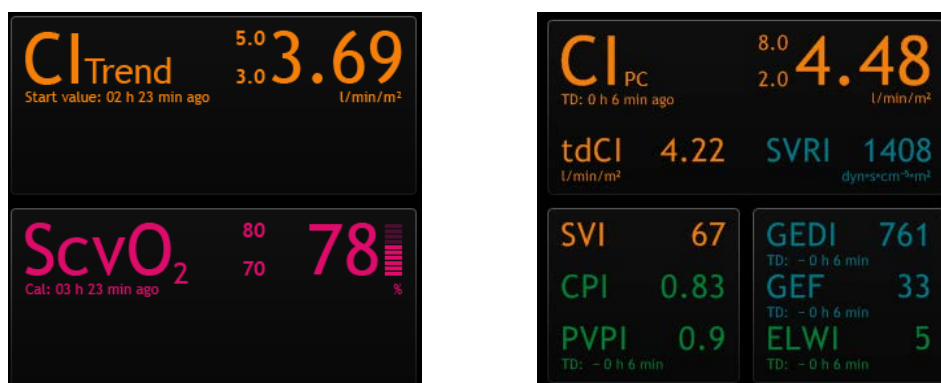 CI Trend 5.0 3.0 3.69
Start value: 02 h 23 min ago l/min/m²
ScvO₂ 80 70 78
Cal: 03 h 23 min ago %
CI PC 8.0 2.0 4.48
TD: 0 h 6 min ago l/min/m²
tdCI 4.22 SVRI 1408
l/min/m² dyn•s•cm⁻⁵•m²
SVI 67
CPI 0.83
PVPI 0.9
TD: - 0 h 6 min
GEDI 761
TD: - 0 h 6 min
GEF 33
TD: - 0 h 6 min
ELWI 5
TD: - 0 h 6 min